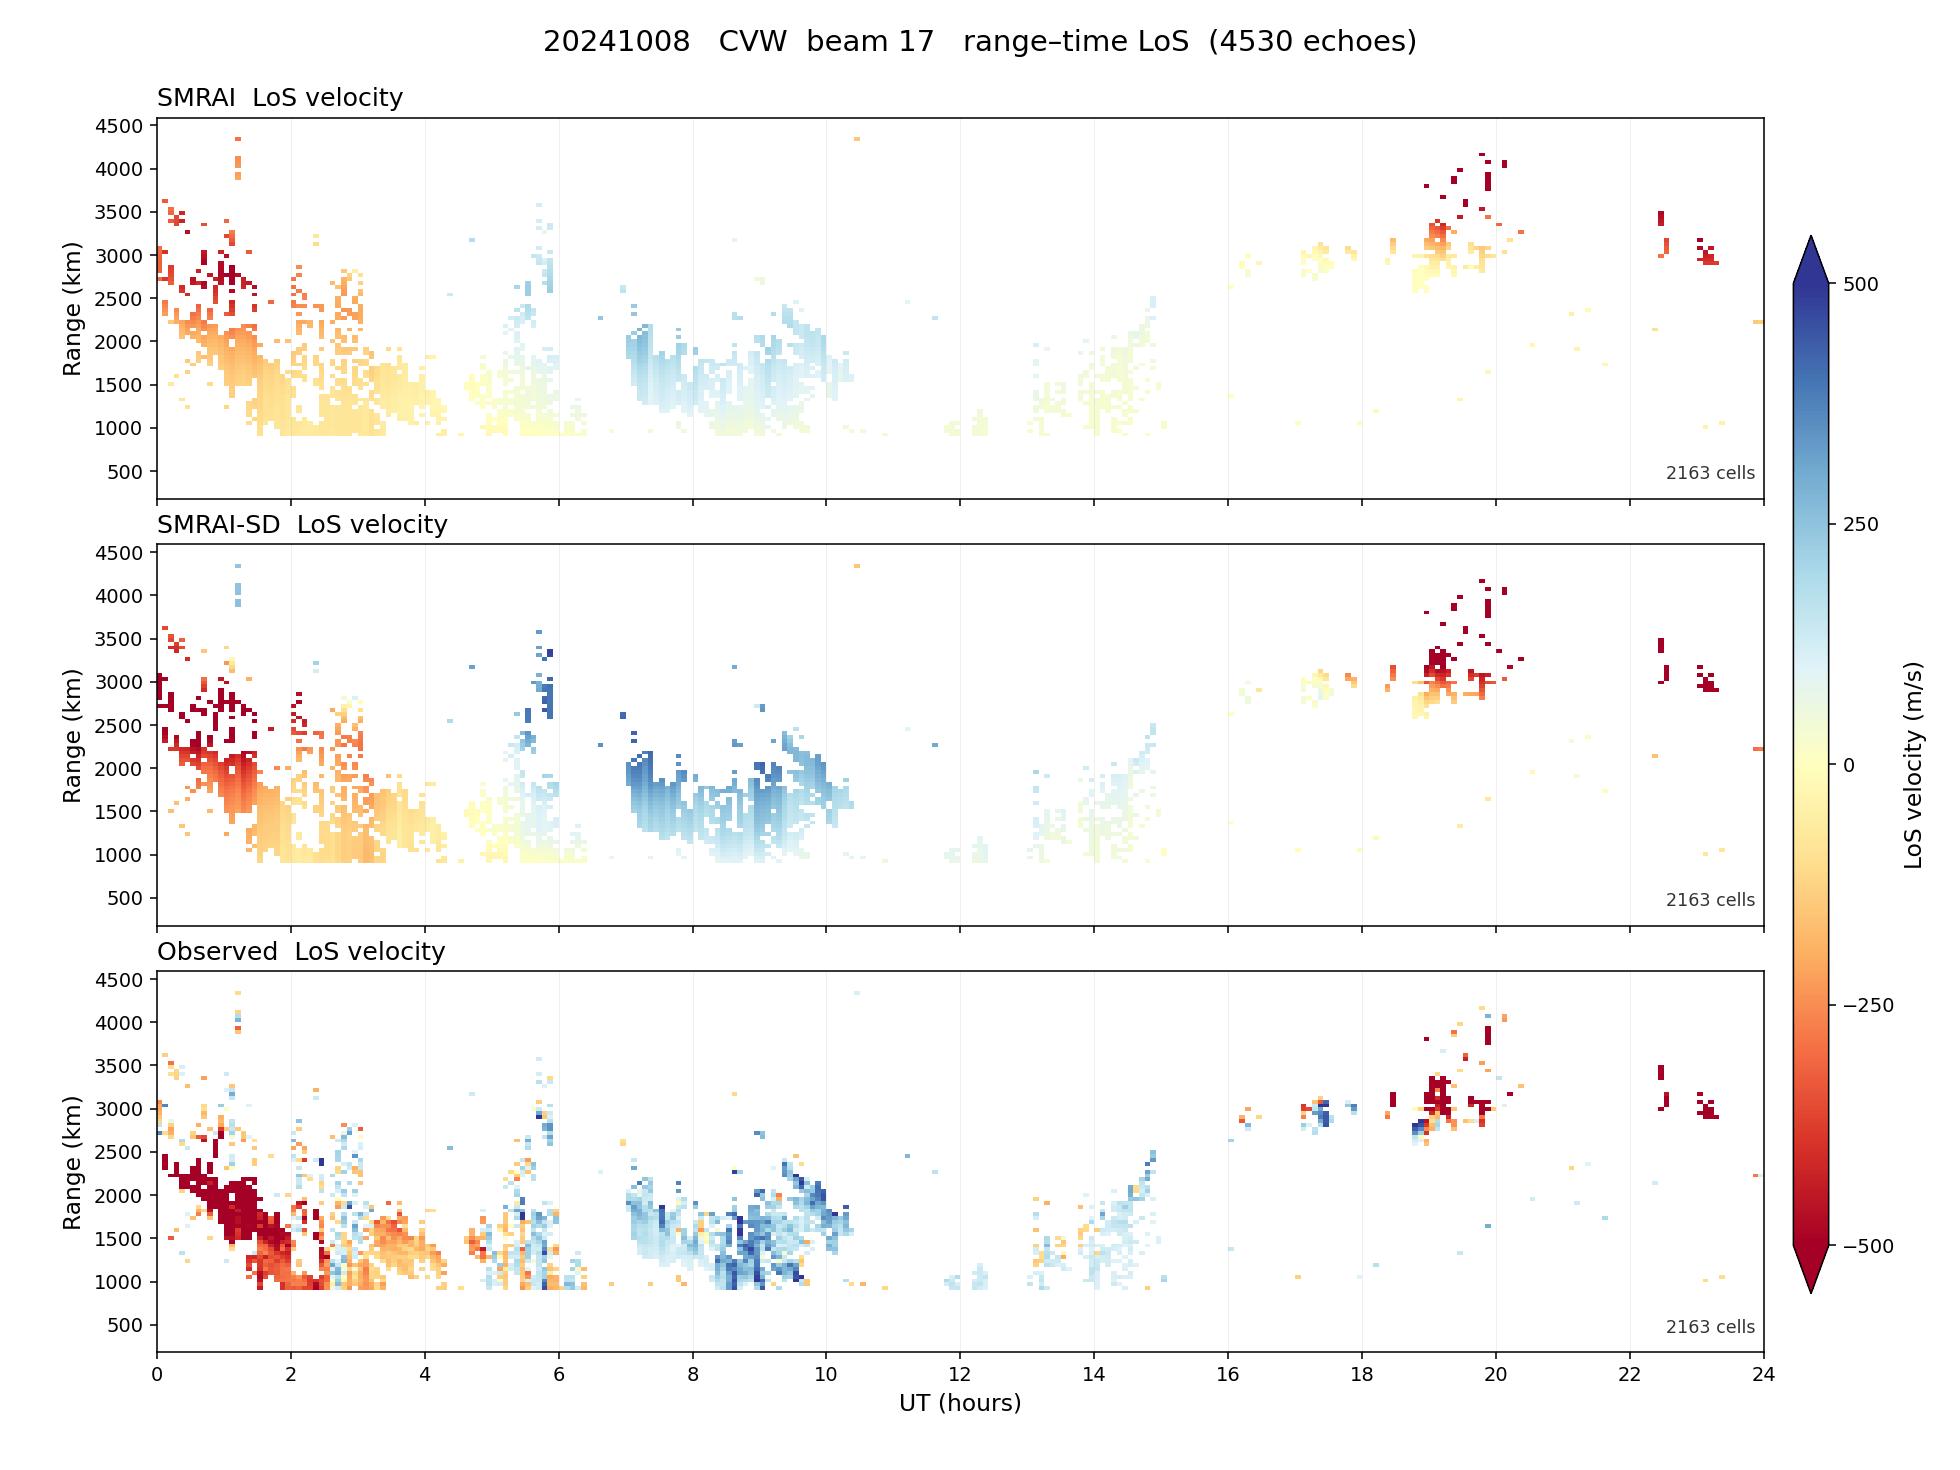 20241008   CVW  beam 17   range–time LoS  (4530 echoes)
SMRAI  LoS velocity
4500
4000
3500
3000
2500
2000
1500
1000
500
Range (km)
2163 cells
SMRAI-SD  LoS velocity
4500
4000
3500
3000
2500
2000
1500
1000
500
Range (km)
2163 cells
Observed  LoS velocity
4500
4000
3500
3000
2500
2000
1500
1000
500
Range (km)
2163 cells
0 2 4 6 8 10 12 14 16 18 20 22 24
UT (hours)
500
250
0
−250
−500
LoS velocity (m/s)